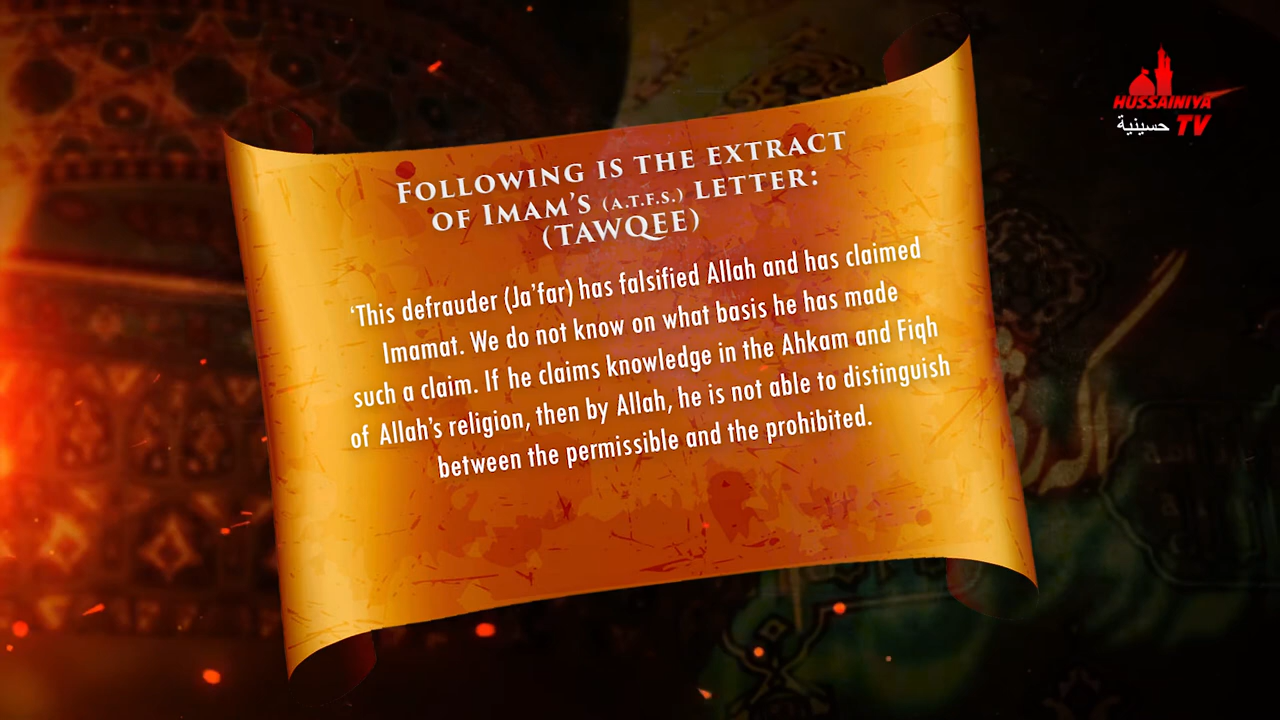 FOLLOWING IS THE EXTRACT
OF IMAM'S (A.T.F.S.) LETTER:
(TAWQEE)
‘This defrauder (Ja’far) has falsified Allah and has claimed
Imamat. We do not know on what basis he has made
such a claim. If he claims knowledge in the Ahkam and Fiqh
of Allah’s religion, then by Allah, he is not able to distinguish
between the permissible and the prohibited.
HUSSAINIYA
حسينية TV